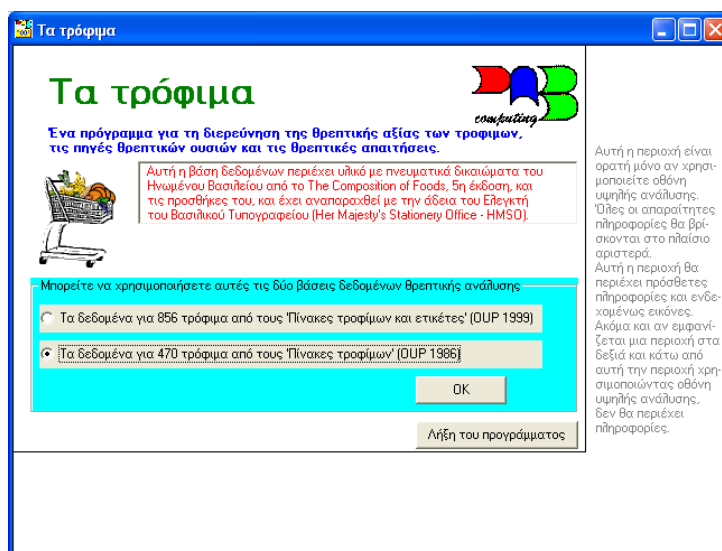 Τα τρόφιμα
Τα τρόφιμα
computing
Ένα πρόγραμμα για τη διερεύνηση της θρεπτικής αξίας των τροφιμων,
τις πηγές θρεπτικών ουσιών και τις θρεπτικές απαιτήσεις.
Αυτή η βάση δεδομένων περιέχει υλικό με πνευματικά δικαιώματα του
Ηνωμένου Βασιλείου από το The Composition of Foods, 5η έκδοση, και
τις προσθήκες του, και έχει αναπαραχθεί με την άδεια του Ελεγκτή
του Βασιλικού Τυπογραφείου (Her Majesty's Stationery Office - HMSO).
Μπορείτε να χρησιμοποιήσετε αυτές τις δύο βάσεις δεδομένων θρεπτικής ανάλυσης
Τα δεδομένα για 856 τρόφιμα από τους 'Πίνακες τροφίμων και ετικέτες' (OUP 1999)
Τα δεδομένα για 470 τρόφιμα από τους 'Πίνακες τροφίμων' (OUP 1986)
OK
Λήξη του προγράμματος
Αυτή η περιοχή είναι
ορατή μόνο αν χρησι-
μοποιείτε οθόνη
υψηλής ανάλυσης.
'Όλες οι απαραίτητες
πληροφορίες θα βρί-
σκονται στο πλαίσιο
αριστερά.
Αυτή η περιοχή θα
περιέχει πρόσθετες
πληροφορίες και ενδε-
χομένως εικόνες.
Ακόμα και αν εμφανί-
ζεται μια περιοχή στα
δεξιά και κάτω από
αυτή την περιοχή χρη-
σιμοποιώντας οθόνη
υψηλής ανάλυσης,
δεν θα περιέχει
πληροφορίες.